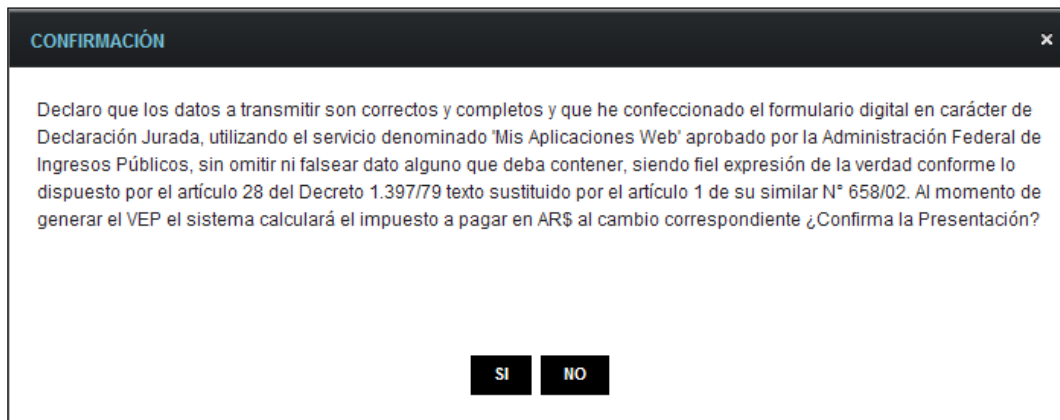 CONFIRMACIÓN ×
Declaro que los datos a transmitir son correctos y completos y que he confeccionado el formulario digital en carácter de
Declaración Jurada, utilizando el servicio denominado 'Mis Aplicaciones Web' aprobado por la Administración Federal de
Ingresos Públicos, sin omitir ni falsear dato alguno que deba contener, siendo fiel expresión de la verdad conforme lo
dispuesto por el artículo 28 del Decreto 1.397/79 texto sustituido por el artículo 1 de su similar N° 658/02. Al momento de
generar el VEP el sistema calculará el impuesto a pagar en AR$ al cambio correspondiente ¿Confirma la Presentación?
SI NO